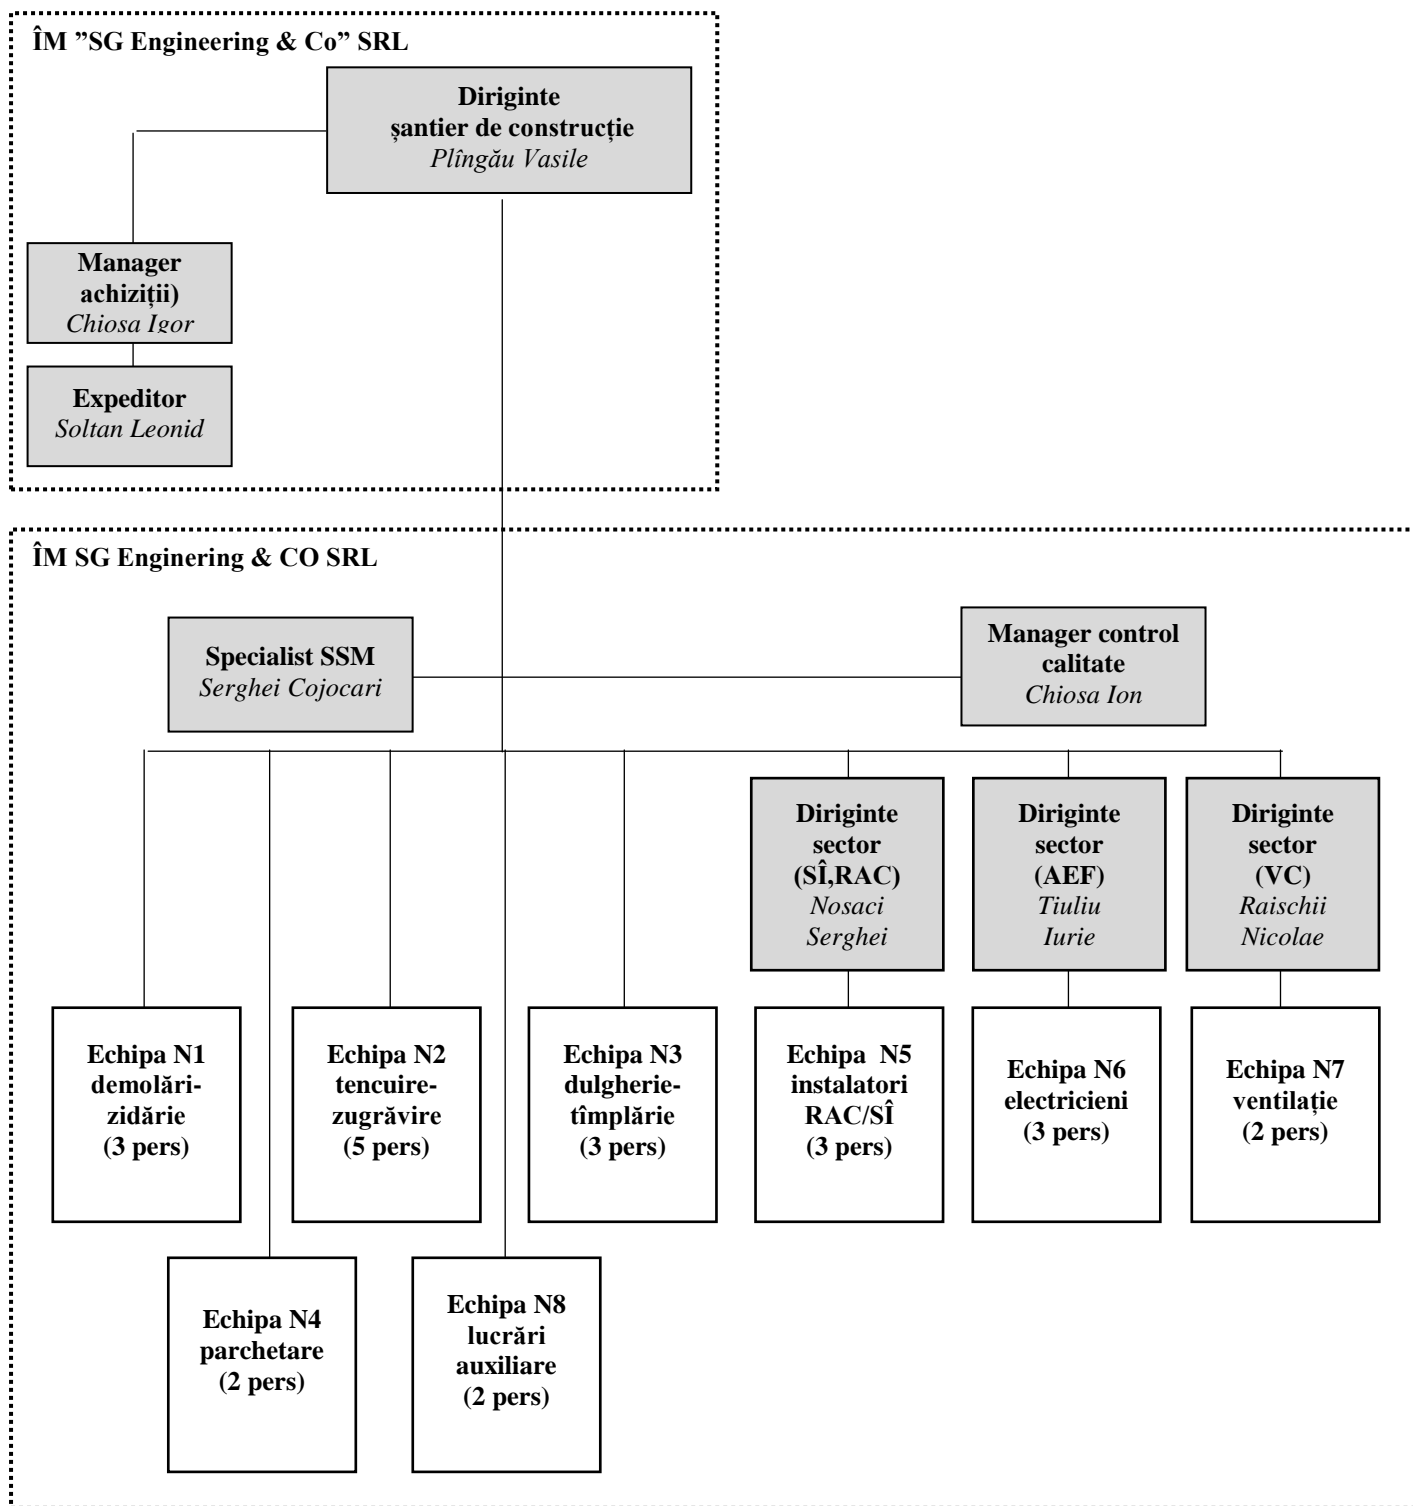 ÎM ”SG Engineering & Co” SRL
Diriginte
șantier de construcție
Plîngău Vasile
Manager
achiziții)
Chiosa Igor
Expeditor
Soltan Leonid
ÎM SG Enginering & CO SRL
Specialist SSM
Serghei Cojocari
Manager control
calitate
Chiosa Ion
Diriginte
sector
(SÎ,RAC)
Nosaci
Serghei
Diriginte
sector
(AEF)
Tiuliu
Iurie
Diriginte
sector
(VC)
Raischii
Nicolae
Echipa N1
demolări-
zidărie
(3 pers)
Echipa N2
tencuire-
zugrăvire
(5 pers)
Echipa N3
dulgherie-
tîmplărie
(3 pers)
Echipa N5
instalatori
RAC/SÎ
(3 pers)
Echipa N6
electricieni
(3 pers)
Echipa N7
ventilație
(2 pers)
Echipa N4
parchetare
(2 pers)
Echipa N8
lucrări
auxiliare
(2 pers)